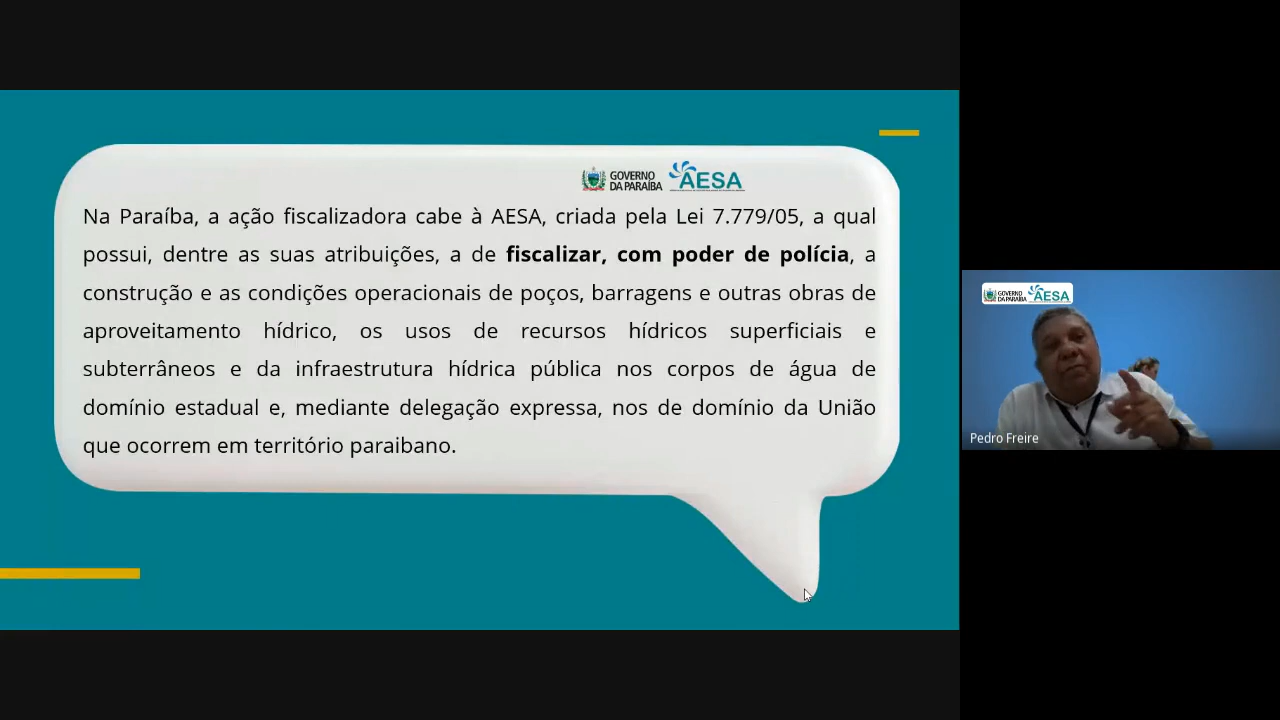 GOVERNO
DA PARAÍBA
AESA
Na Paraíba, a ação fiscalizadora cabe à AESA, criada pela Lei 7.779/05, a qual
possui, dentre as suas atribuições, a de fiscalizar, com poder de polícia, a
construção e as condições operacionais de poços, barragens e outras obras de
aproveitamento hídrico, os usos de recursos hídricos superficiais e
subterrâneos e da infraestrutura hídrica pública nos corpos de água de
domínio estadual e, mediante delegação expressa, nos de domínio da União
que ocorrem em território paraibano.
GOVERNO
DA PARAÍBA
AESA
Pedro Freire